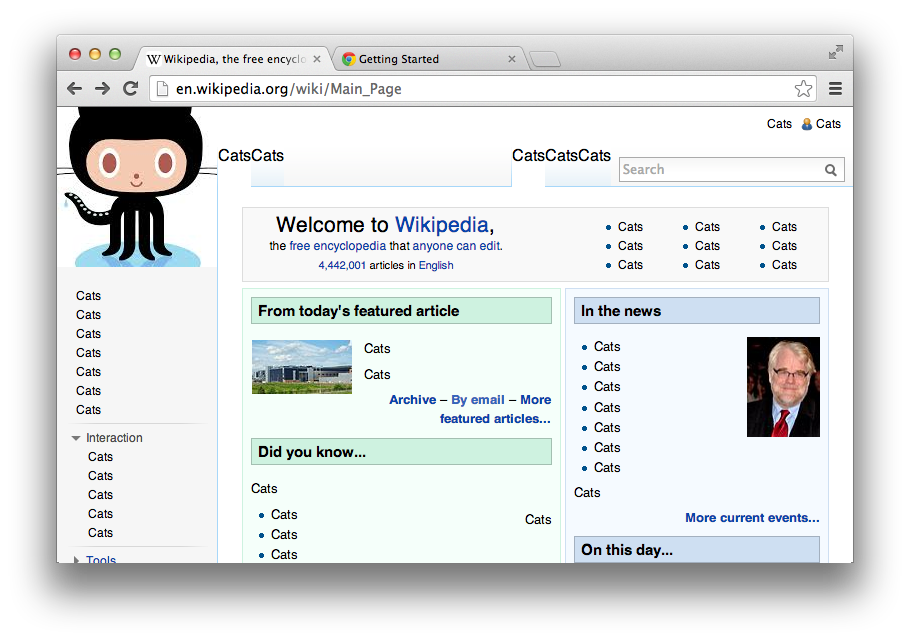 Wikipedia, the free encyclo
Getting Started
en.wikipedia.org/wiki/Main_Page
Cats Cats
CatsCats
CatsCatsCats
Search
Welcome to Wikipedia,
the free encyclopedia that anyone can edit.
4,442,001 articles in English
Cats Cats Cats
Cats Cats Cats
Cats Cats Cats
Cats
Cats
Cats
Cats
Cats
Cats
Cats
Interaction
Cats
Cats
Cats
Cats
Cats
Tools
From today's featured article
Cats
Cats
Archive – By email – More
featured articles...
Did you know...
Cats
Cats
Cats
Cats
Cats
In the news
Cats
Cats
Cats
Cats
Cats
Cats
Cats
Cats
More current events...
On this day...